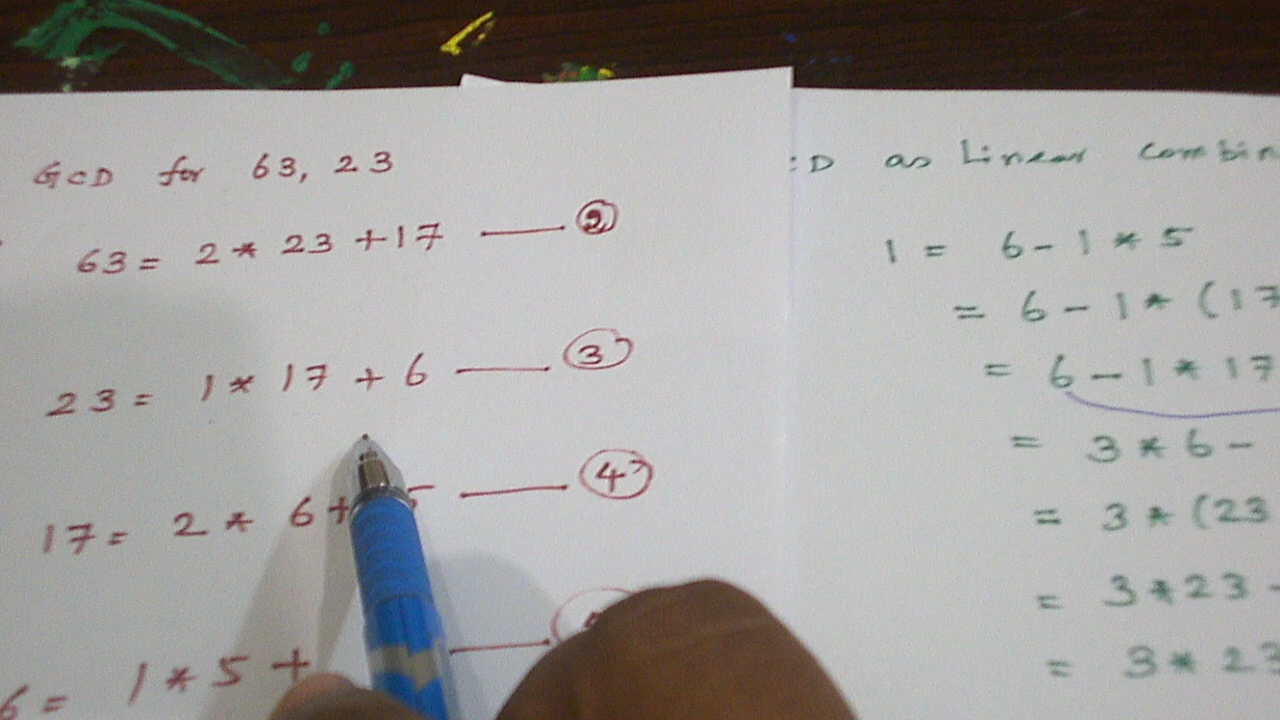 GCD for 63, 23
63 = 2 * 23 + 17 —— 2
23 = 1 * 17 + 6 —— 3
17 = 2 * 6 + 5 —— 4
6 = 1 * 5 +
as Linear
1 = 6 - 1 * 5
= 6 - 1 * (17
= 6 - 1 * 17
= 3 * 6 -
= 3 * (23
= 3 * 23 -
= 3 * 23